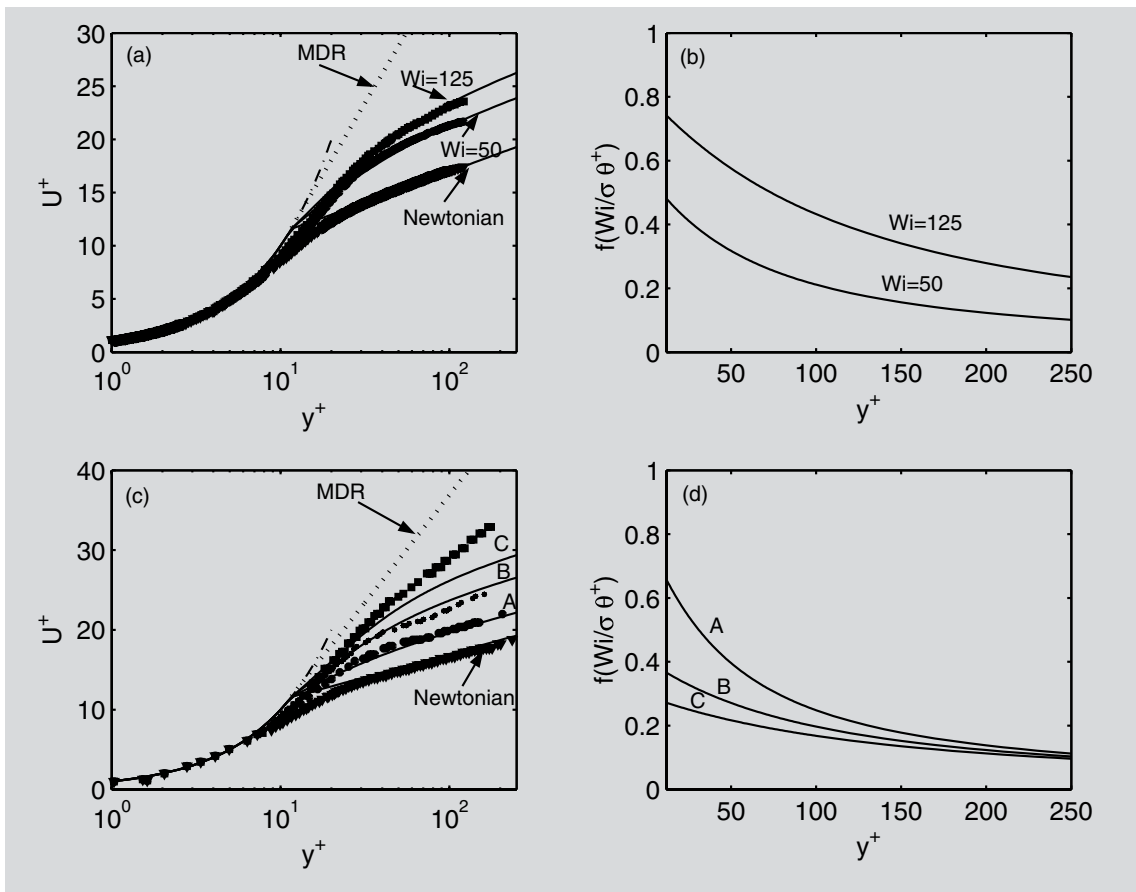 (a)
MDR
Wi=125
Wi=50
Newtonian
30
25
20
15
10
5
0
U⁺
10⁰
10¹
10²
y⁺
(b)
Wi=125
Wi=50
1
0.8
0.6
0.4
0.2
0
f(Wi/σ θ⁺)
50
100
150
200
250
y⁺
(c)
MDR
C
B
A
Newtonian
40
30
20
10
0
U⁺
10⁰
10¹
10²
y⁺
(d)
A
B
C
1
0.8
0.6
0.4
0.2
0
f(Wi/σ θ⁺)
50
100
150
200
250
y⁺